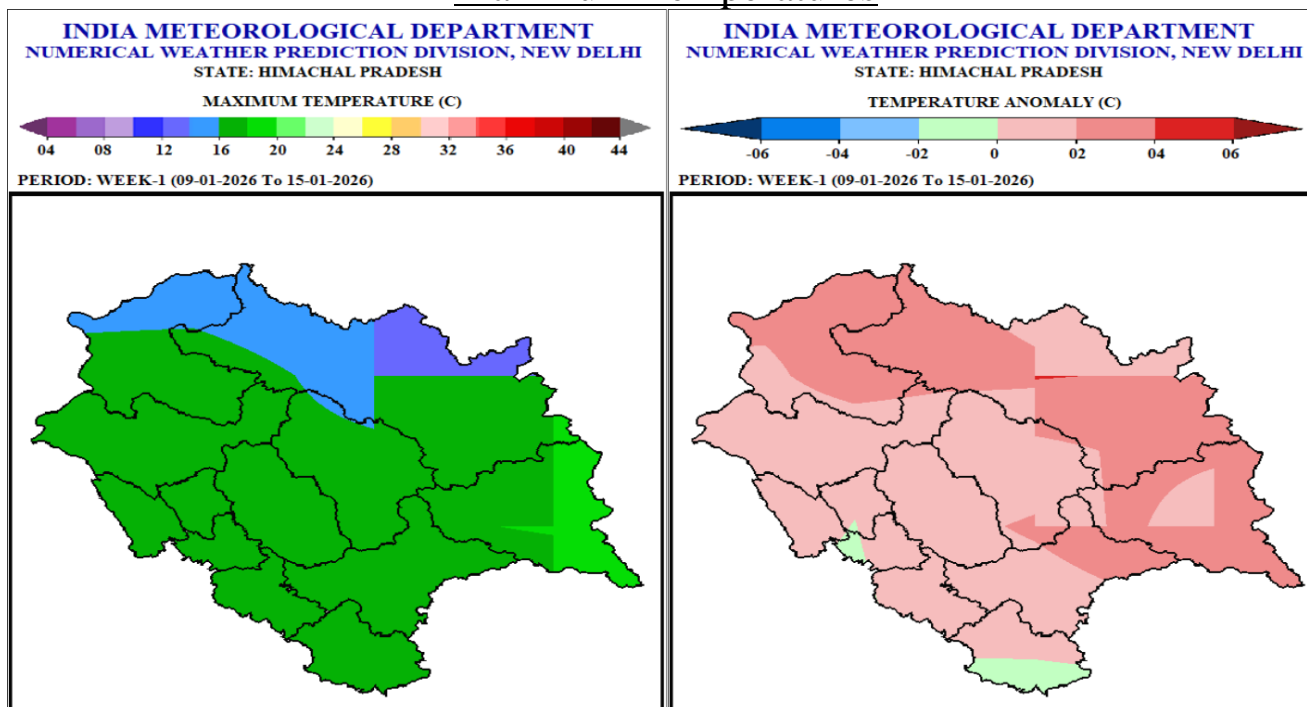 INDIA METEOROLOGICAL DEPARTMENT
NUMERICAL WEATHER PREDICTION DIVISION, NEW DELHI
STATE: HIMACHAL PRADESH
MAXIMUM TEMPERATURE (C)
04 08 12 16 20 24 28 32 36 40 44
PERIOD: WEEK-1 (09-01-2026 To 15-01-2026)
INDIA METEOROLOGICAL DEPARTMENT
NUMERICAL WEATHER PREDICTION DIVISION, NEW DELHI
STATE: HIMACHAL PRADESH
TEMPERATURE ANOMALY (C)
-06 -04 -02 0 02 04 06
PERIOD: WEEK-1 (09-01-2026 To 15-01-2026)